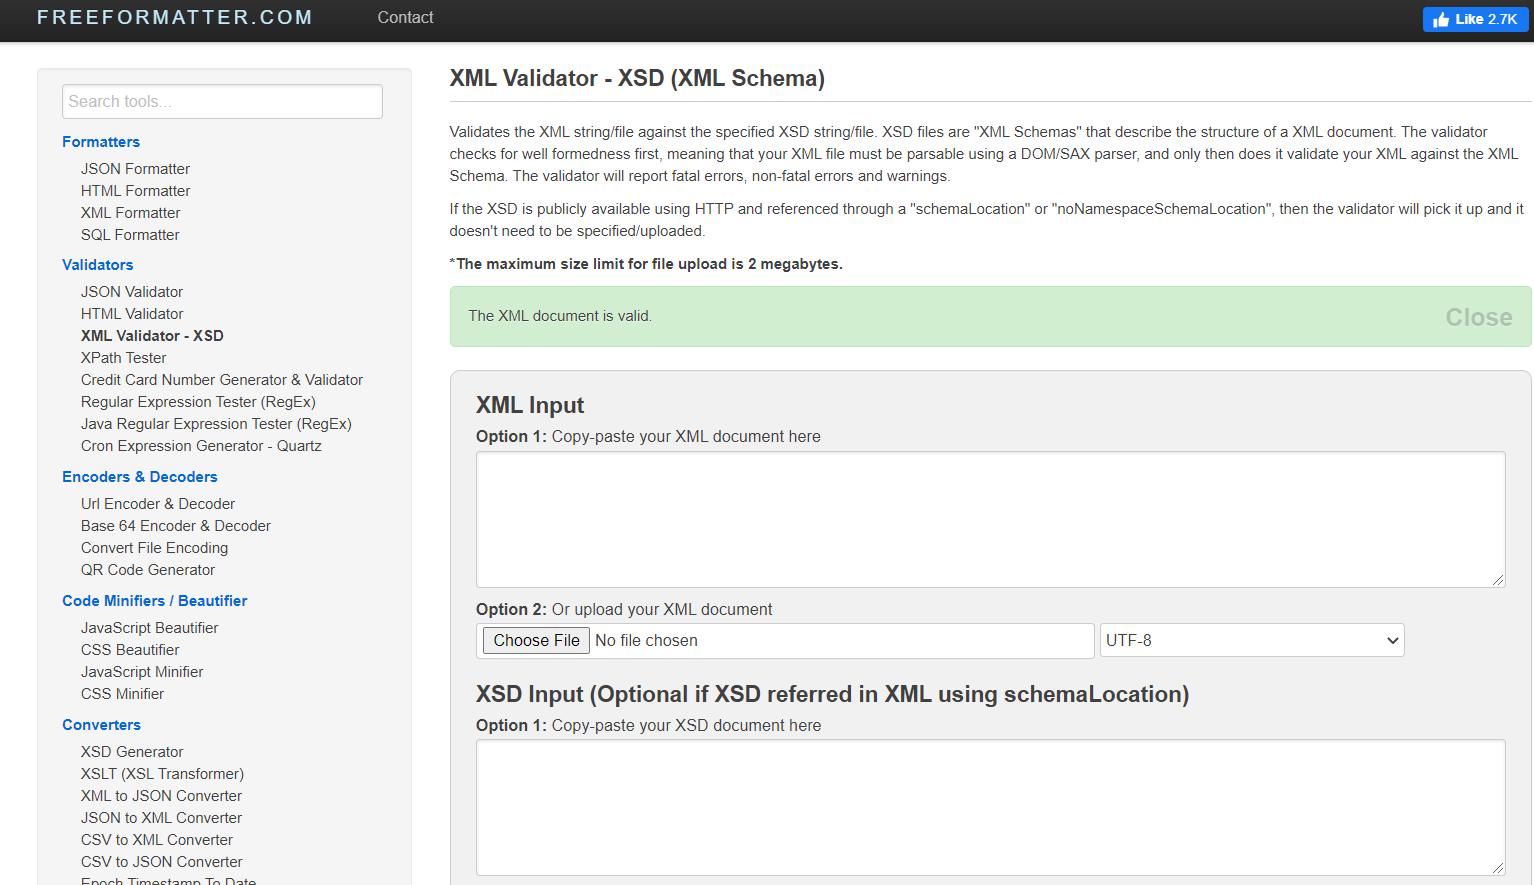 FREEFORMATTER.COM
Contact
Like 2.7K
Search tools...
Formatters
JSON Formatter
HTML Formatter
XML Formatter
SQL Formatter
Validators
JSON Validator
HTML Validator
XML Validator - XSD
XPath Tester
Credit Card Number Generator & Validator
Regular Expression Tester (RegEx)
Java Regular Expression Tester (RegEx)
Cron Expression Generator - Quartz
Encoders & Decoders
Url Encoder & Decoder
Base 64 Encoder & Decoder
Convert File Encoding
QR Code Generator
Code Minifiers / Beautifier
JavaScript Beautifier
CSS Beautifier
JavaScript Minifier
CSS Minifier
Converters
XSD Generator
XSLT (XSL Transformer)
XML to JSON Converter
JSON to XML Converter
CSV to XML Converter
CSV to JSON Converter
Epoch Timestamp To Date
XML Validator - XSD (XML Schema)
Validates the XML string/file against the specified XSD string/file. XSD files are "XML Schemas" that describe the structure of a XML document. The validator
checks for well formedness first, meaning that your XML file must be parsable using a DOM/SAX parser, and only then does it validate your XML against the XML
Schema. The validator will report fatal errors, non-fatal errors and warnings.
If the XSD is publicly available using HTTP and referenced through a "schemaLocation" or "noNamespaceSchemaLocation", then the validator will pick it up and it
doesn't need to be specified/uploaded.
*The maximum size limit for file upload is 2 megabytes.
The XML document is valid.
Close
XML Input
Option 1: Copy-paste your XML document here
Option 2: Or upload your XML document
Choose File No file chosen
UTF-8
XSD Input (Optional if XSD referred in XML using schemaLocation)
Option 1: Copy-paste your XSD document here